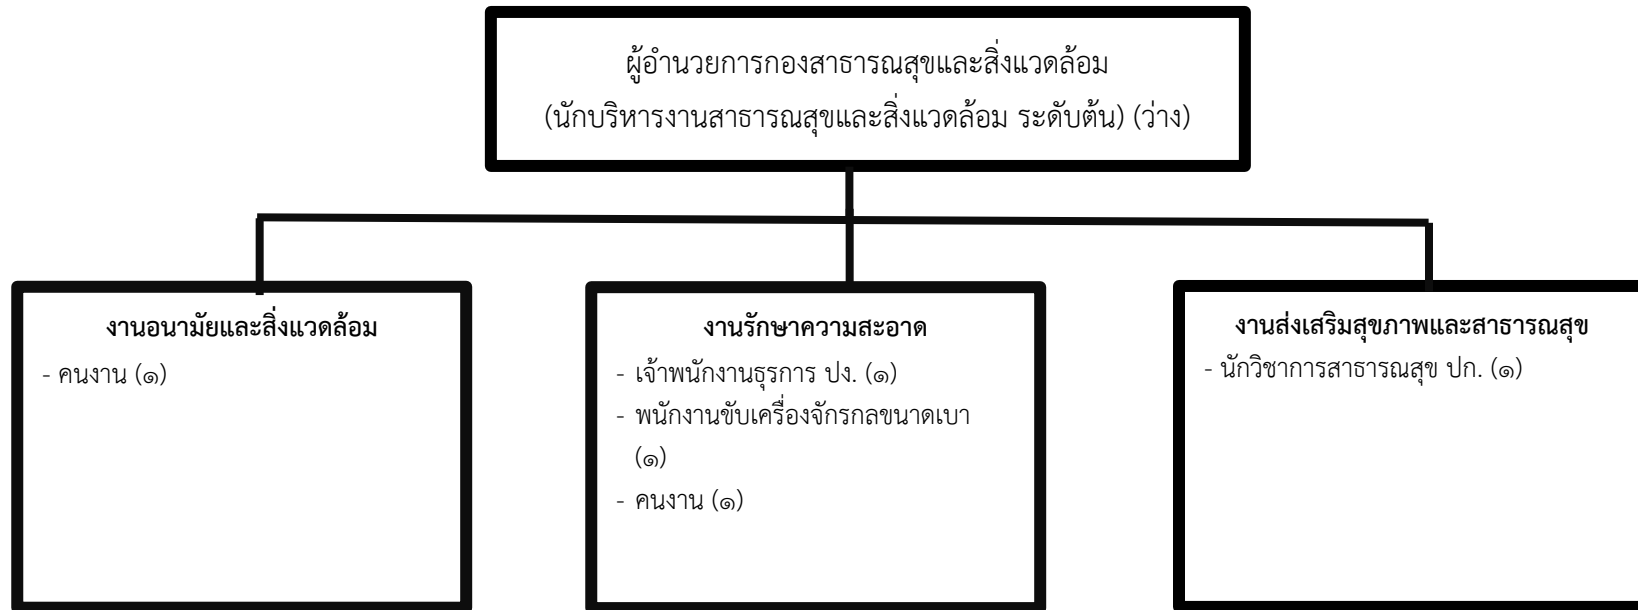 ผู้อำนวยการกองสาธารณสุขและสิ่งแวดล้อม
(นักบริหารงานสาธารณสุขและสิ่งแวดล้อม ระดับต้น) (ว่าง)
งานอนามัยและสิ่งแวดล้อม
- คนงาน (๑)
งานรักษาความสะอาด
- เจ้าพนักงานธุรการ ปง. (๑)
- พนักงานขับเครื่องจักรกลขนาดเบา
(๑)
- คนงาน (๑)
งานส่งเสริมสุขภาพและสาธารณสุข
- นักวิชาการสาธารณสุข ปก. (๑)